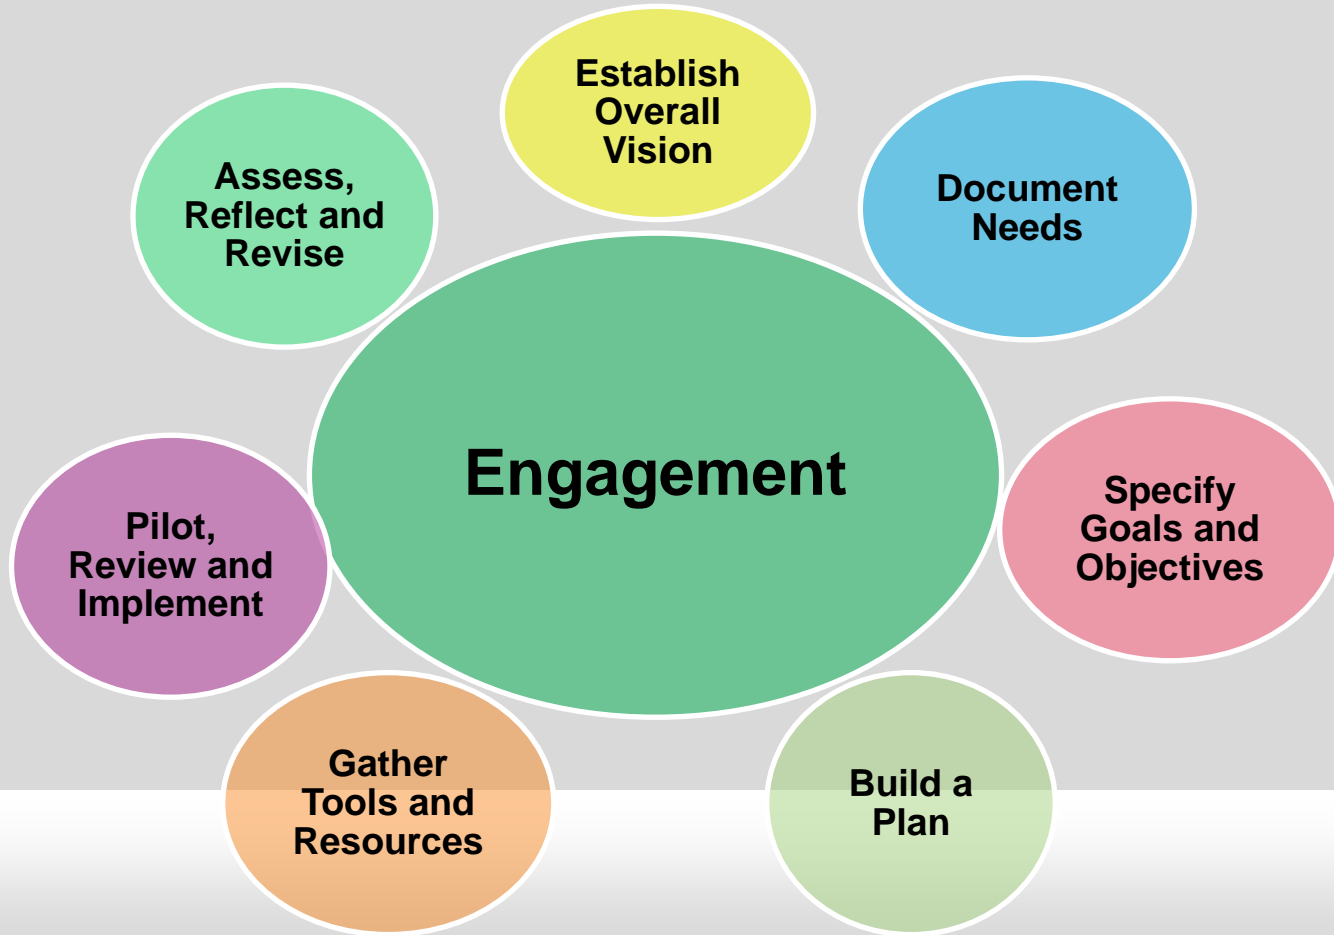 Establish
Overall
Vision
Document
Needs
Specify
Goals and
Objectives
Build a
Plan
Gather
Tools and
Resources
Pilot,
Review and
Implement
Assess,
Reflect and
Revise
Engagement